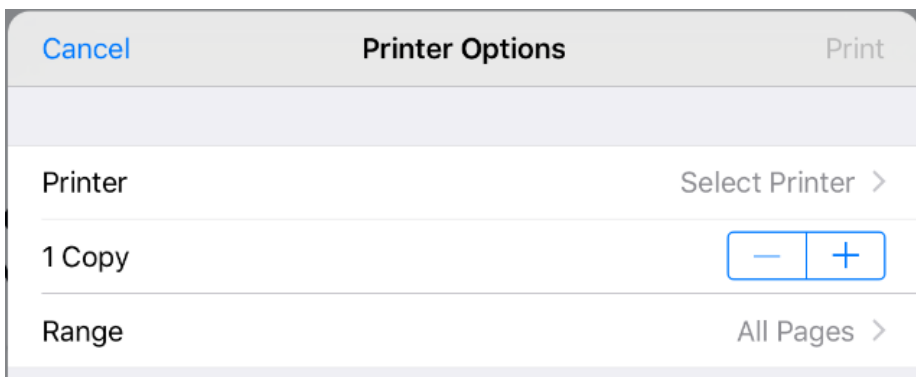 Cancel Printer Options Print
Printer Select Printer >
1 Copy — +
Range All Pages >